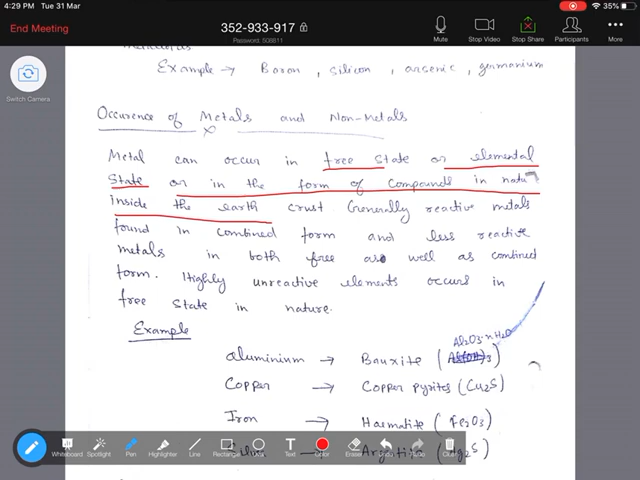 4:29 PM Tue 31 Mar
35%
End Meeting
352-933-917
Mute
Stop Video
Stop Share
Participants
More
Switch Camera
Example → Boron , silicon , arsenic , germanium
Occurence of Metals and Non-Metals
Metal can occur in free State or elemental
State or in the form of Compounds in
inside the earth crust Generally reactive metals
found in combined form and less reactive
metals in both free as well as combined
form. Highly unreactive elements occurs in
free State in nature.
Example
Al2O3·nH2O
Aluminium → Bauxite
Copper → Copper pyrites (Cu2S)
Iron → Haematite (Fe2O3)
Whiteboard
Spotlight
Pen
Highlighter
Line
Rectangle
Text
Color
Eraser
Undo
Redo